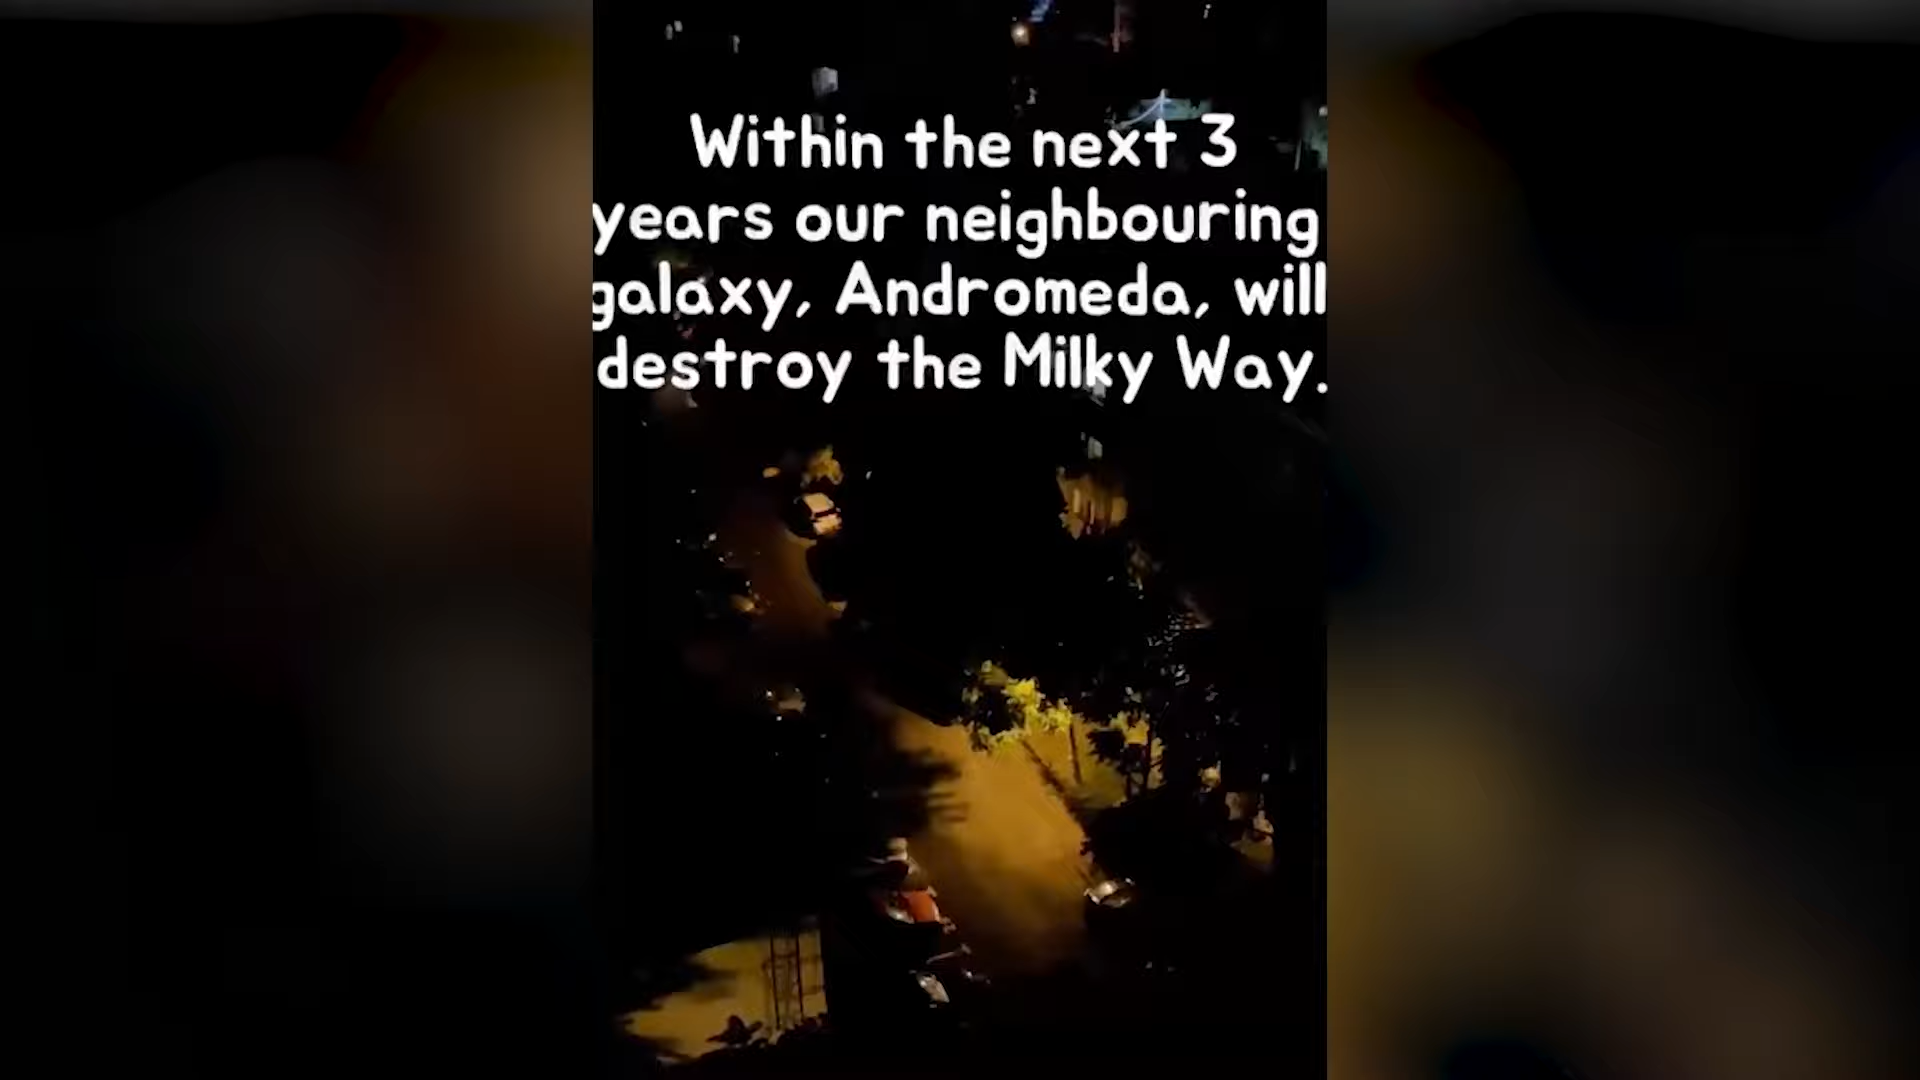 Within the next 3
years our neighbouring
galaxy, Andromeda, will
destroy the Milky Way.